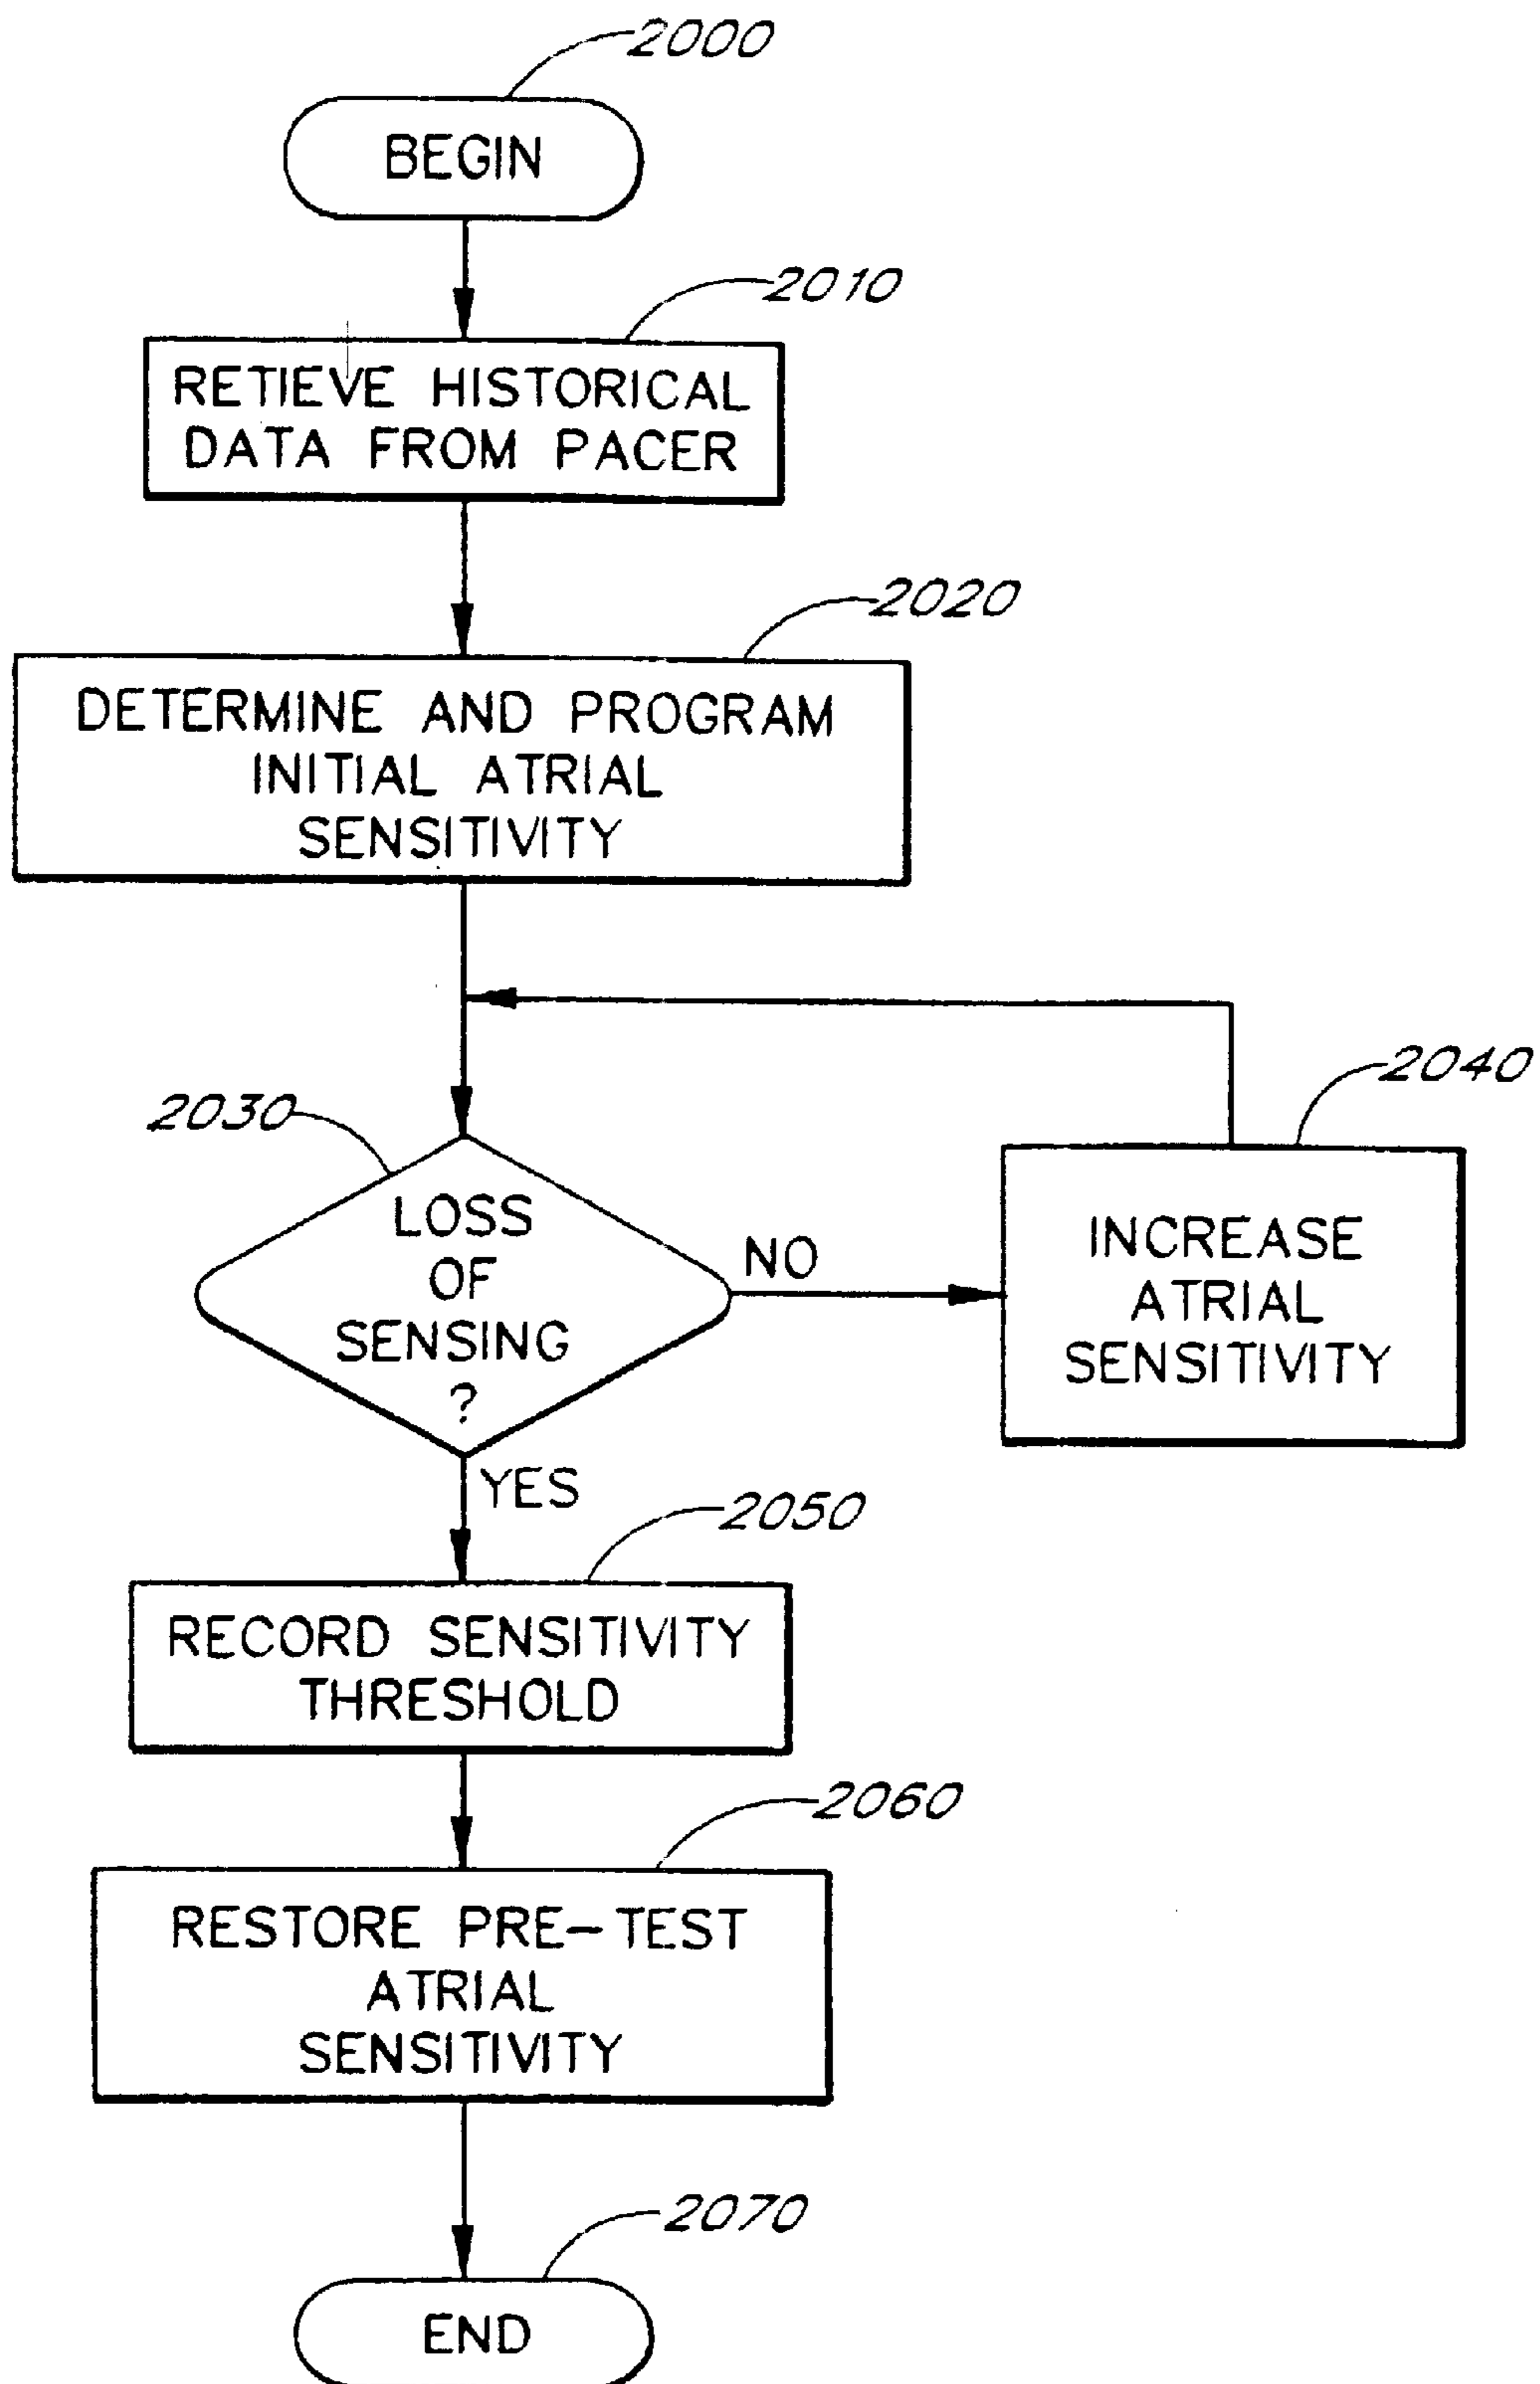 2000
BEGIN
2010
RETIEVE HISTORICAL
DATA FROM PACER
2020
DETERMINE AND PROGRAM
INITIAL ATRIAL
SENSITIVITY
2030
LOSS
OF
SENSING
?
NO
2040
INCREASE
ATRIAL
SENSITIVITY
YES
2050
RECORD SENSITIVITY
THRESHOLD
2060
RESTORE PRE-TEST
ATRIAL
SENSITIVITY
2070
END